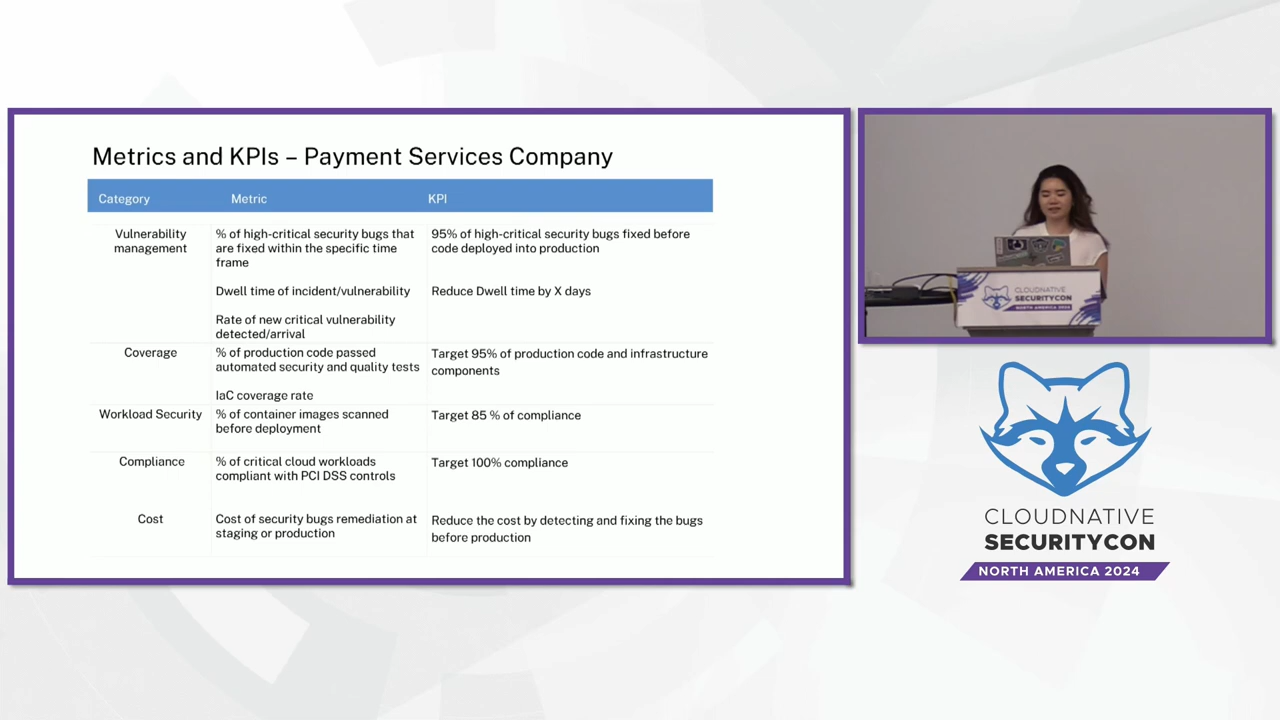 Metrics and KPIs – Payment Services Company
Category Metric KPI
Vulnerability
management
% of high-critical security bugs that
are fixed within the specific time
frame
95% of high-critical security bugs fixed before
code deployed into production
Dwell time of incident/vulnerability
Reduce Dwell time by X days
Rate of new critical vulnerability
detected/arrival
Coverage
% of production code passed
automated security and quality tests
Target 95% of production code and infrastructure
components
IaC coverage rate
Workload Security
% of container images scanned
before deployment
Target 85 % of compliance
Compliance
% of critical cloud workloads
compliant with PCI DSS controls
Target 100% compliance
Cost
Cost of security bugs remediation at
staging or production
Reduce the cost by detecting and fixing the bugs
before production
CLOUDNATIVE
SECURITYCON
NORTH AMERICA 2024
CLOUDNATIVE
SECURITYCON
NORTH AMERICA 2024